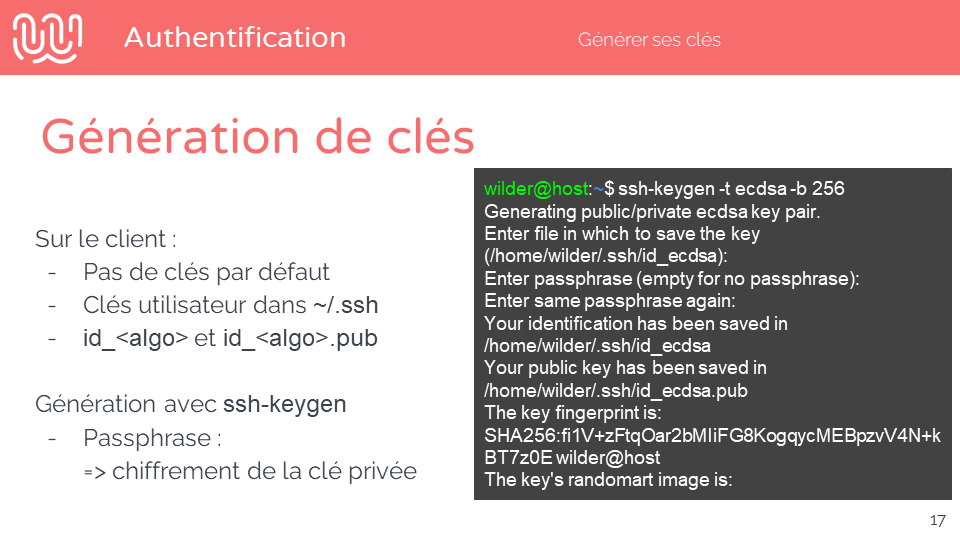 Authentification
Générer ses clés
Génération de clés
Sur le client :
- Pas de clés par défaut
- Clés utilisateur dans ~/.ssh
- id_<algo> et id_<algo>.pub
Génération avec ssh-keygen
- Passphrase :
=> chiffrement de la clé privée
wilder@host:~$ ssh-keygen -t ecdsa -b 256
Generating public/private ecdsa key pair.
Enter file in which to save the key
(/home/wilder/.ssh/id_ecdsa):
Enter passphrase (empty for no passphrase):
Enter same passphrase again:
Your identification has been saved in
/home/wilder/.ssh/id_ecdsa
Your public key has been saved in
/home/wilder/.ssh/id_ecdsa.pub
The key fingerprint is:
SHA256:fi1V+zFtqOar2bMIiFG8KogqycMEBpzvV4N+k
BT7z0E wilder@host
The key's randomart image is:
17